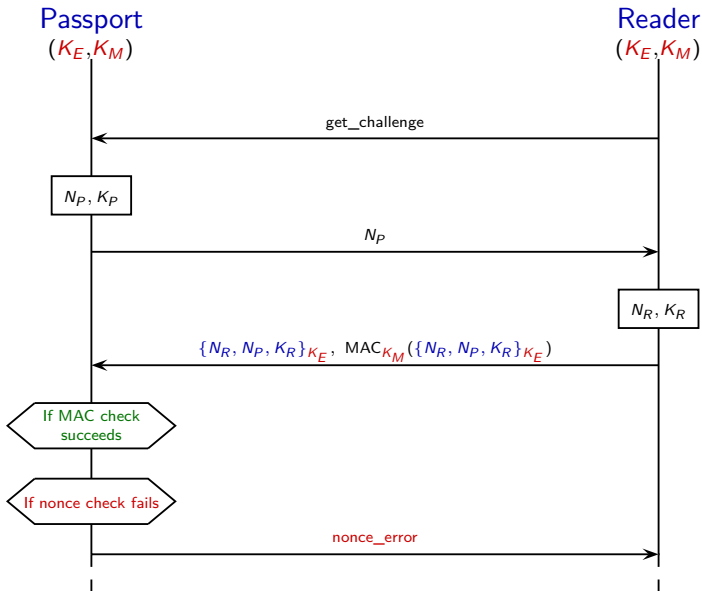 Passport Reader
(K_E,K_M) (K_E,K_M)
get_challenge
N_P, K_P
N_P
N_R, K_R
{N_R, N_P, K_R}_{K_E}, MAC_{K_M}({N_R, N_P, K_R}_{K_E})
If MAC check
succeeds
If nonce check fails
nonce_error